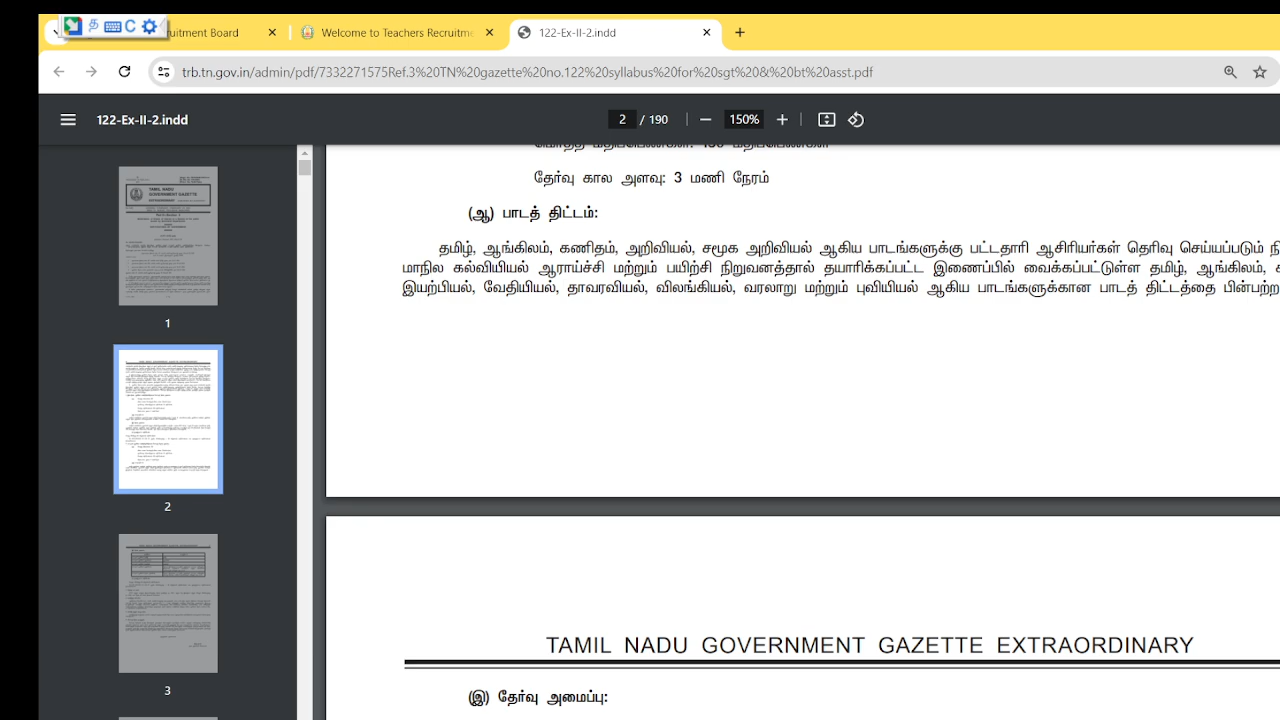 த C
uitment Board
Welcome to Teachers Recruitme
122-Ex-II-2.indd
trb.tn.gov.in/admin/pdf/7332271575Ref.3%20TN%20gazette%20no.122%20syllabus%20for%20sgt%20&%20bt%20asst.pdf
122-Ex-II-2.indd
2 / 190
150%
தேர்வு கால அளவு: 3 மணி நேரம்
(ஆ) பாடத் திட்டம்:
தமிழ், ஆங்கிலம், கணிதம், அறிவியல், சமூக அறிவியல் ஆகிய பாடங்களுக்கு பட்டதாரி ஆசிரியர்கள் தெரிவு செய்யப்படும்
மாநில கல்வியியல் ஆராய்ச்சி மற்றும் பயிற்சி நிறுவனத்தால் தயாரிக்கப்பட்ட இணைப்பில் வைக்கப்பட்டுள்ள தமிழ், ஆங்கிலம்,
இயற்பியல், வேதியியல், தாவரவியல், விலங்கியல், வரலாறு மற்றும் புவியியல் ஆகிய பாடங்களுக்கான பாடத் திட்டத்தை பின்பற்ற
1
2
3
TAMIL NADU GOVERNMENT GAZETTE EXTRAORDINARY
(இ) தேர்வு அமைப்பு: